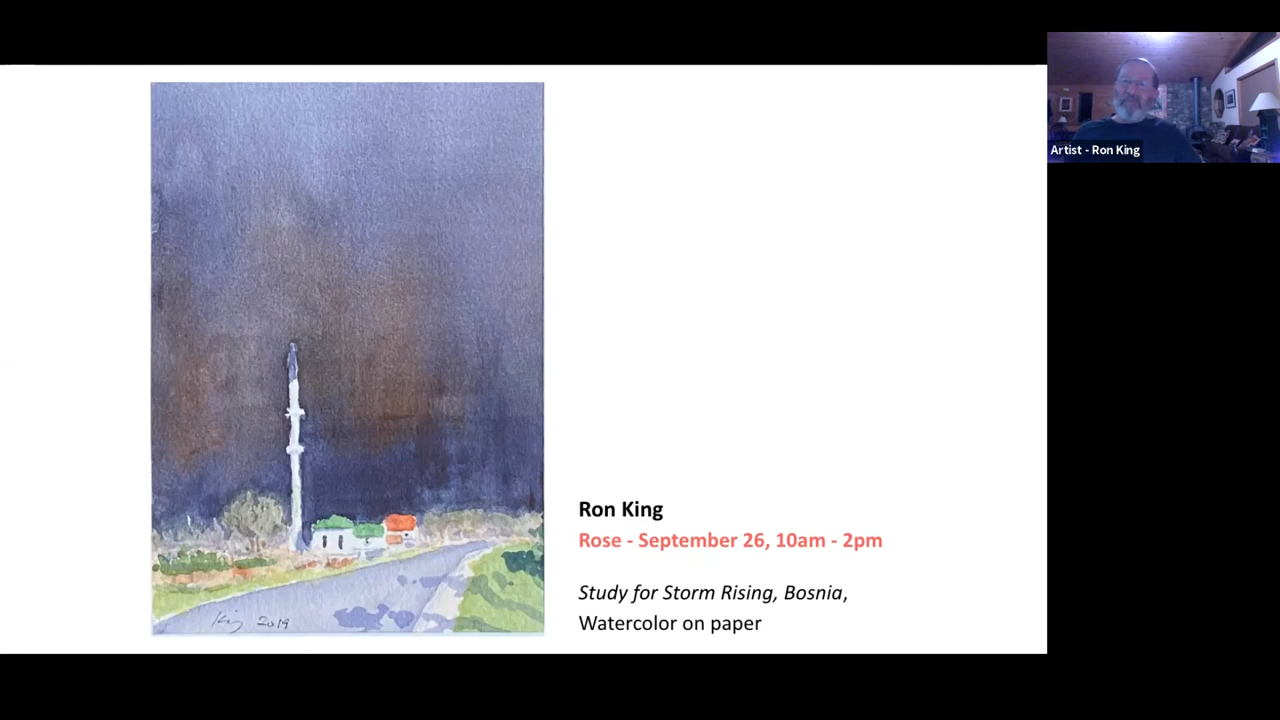 Artist - Ron King
Ron King
Rose - September 26, 10am - 2pm
Study for Storm Rising, Bosnia,
Watercolor on paper
King 2019